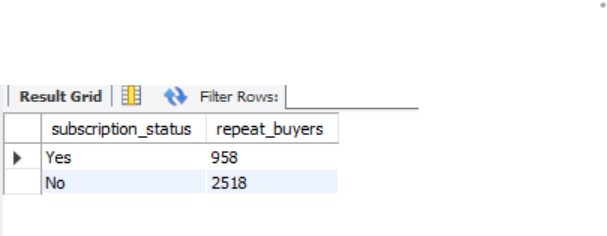 Result Grid Filter Rows:
subscription_status repeat_buyers
Yes 958
No 2518